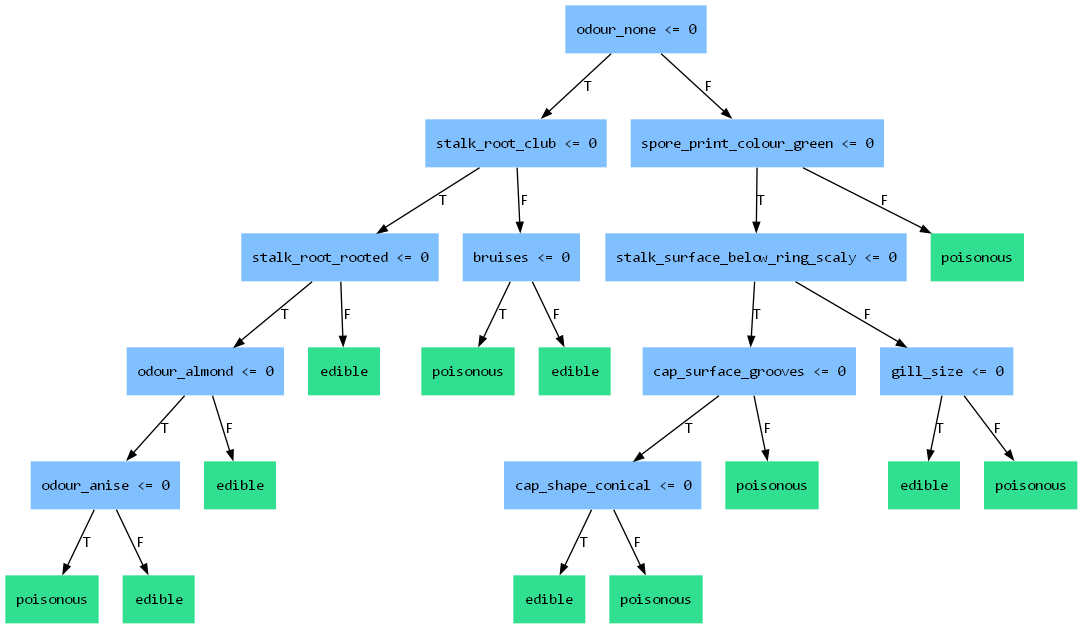 odour_none <= 0
T
F
stalk_root_club <= 0
spore_print_colour_green <= 0
T
F
T
F
stalk_root_rooted <= 0
bruises <= 0
stalk_surface_below_ring_scaly <= 0
poisonous
T
F
T
F
T
F
odour_almond <= 0
edible
poisonous
edible
cap_surface_grooves <= 0
gill_size <= 0
T
F
T
F
T
F
odour_anise <= 0
edible
cap_shape_conical <= 0
poisonous
edible
poisonous
T
F
T
F
poisonous
edible
edible
poisonous